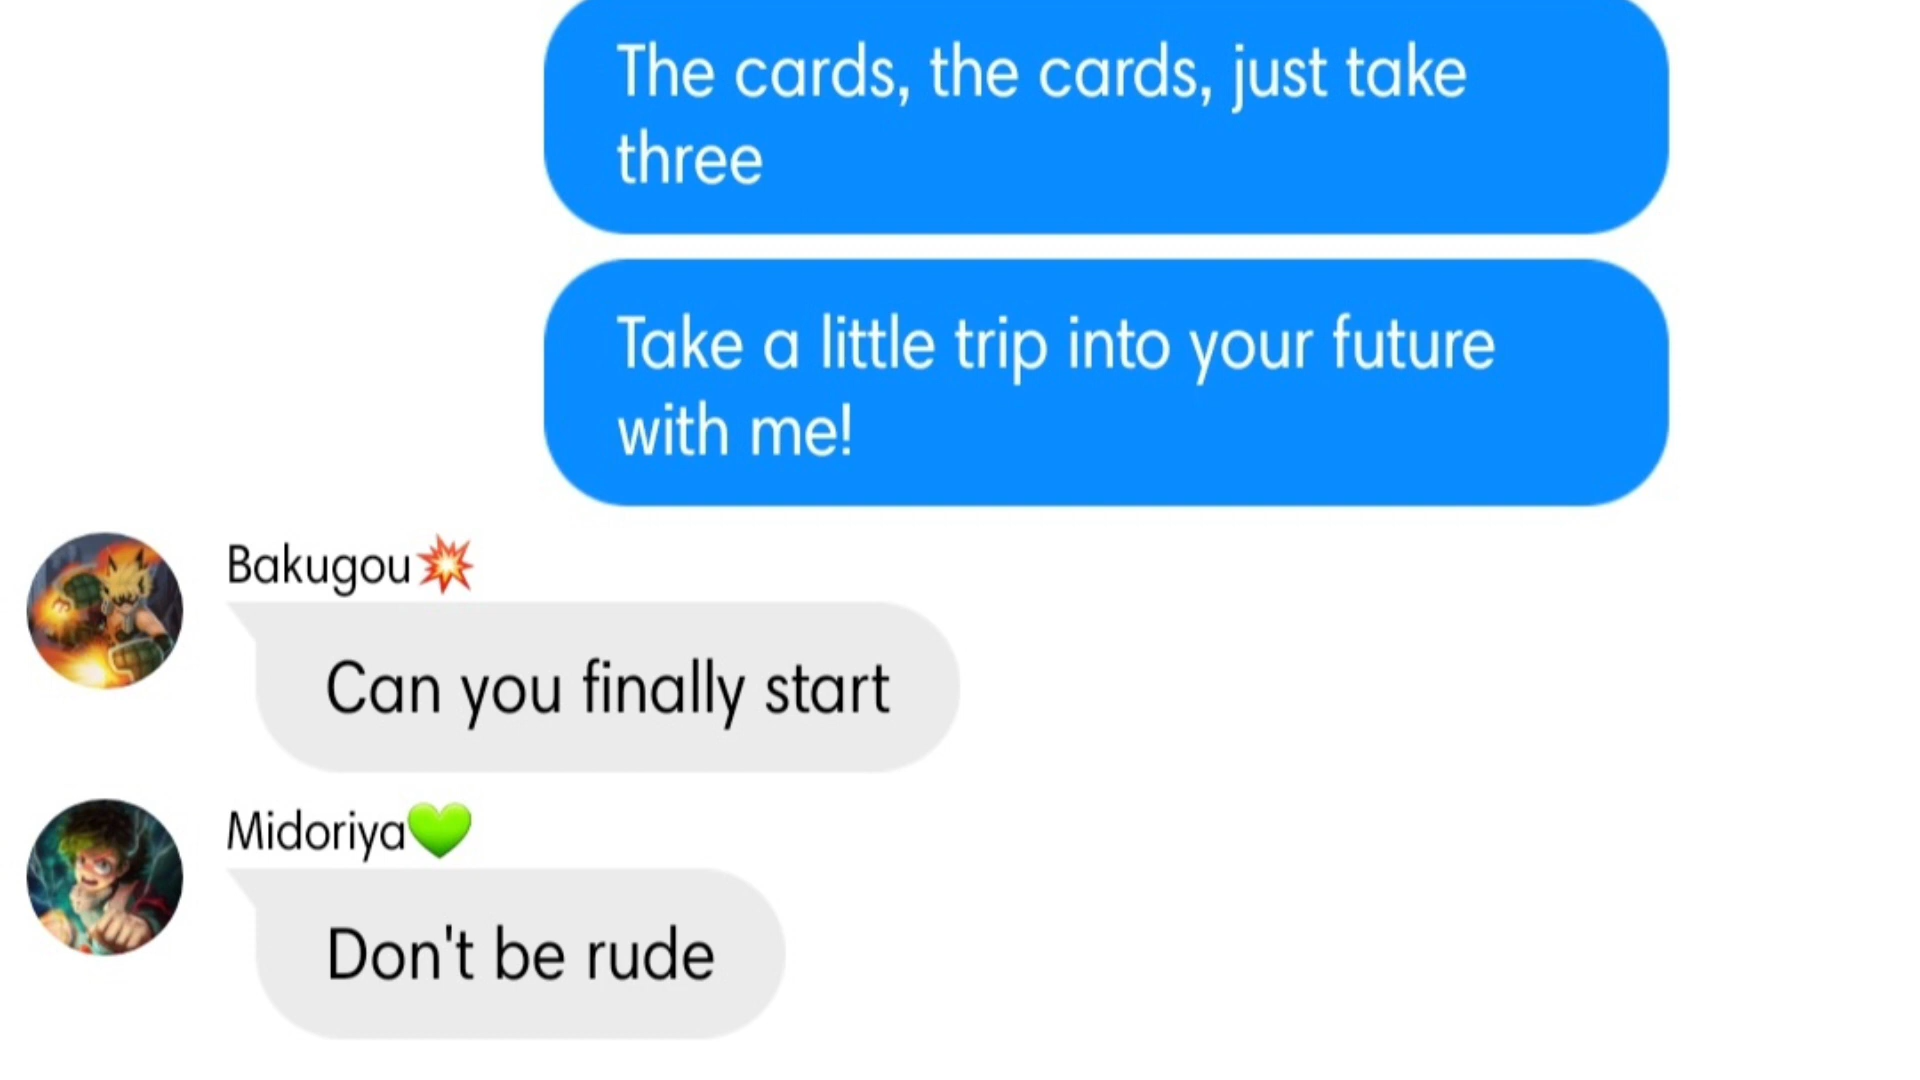 The cards, the cards, just take
three
Take a little trip into your future
with me!
Bakugou💥
Can you finally start
Midoriya💚
Don't be rude